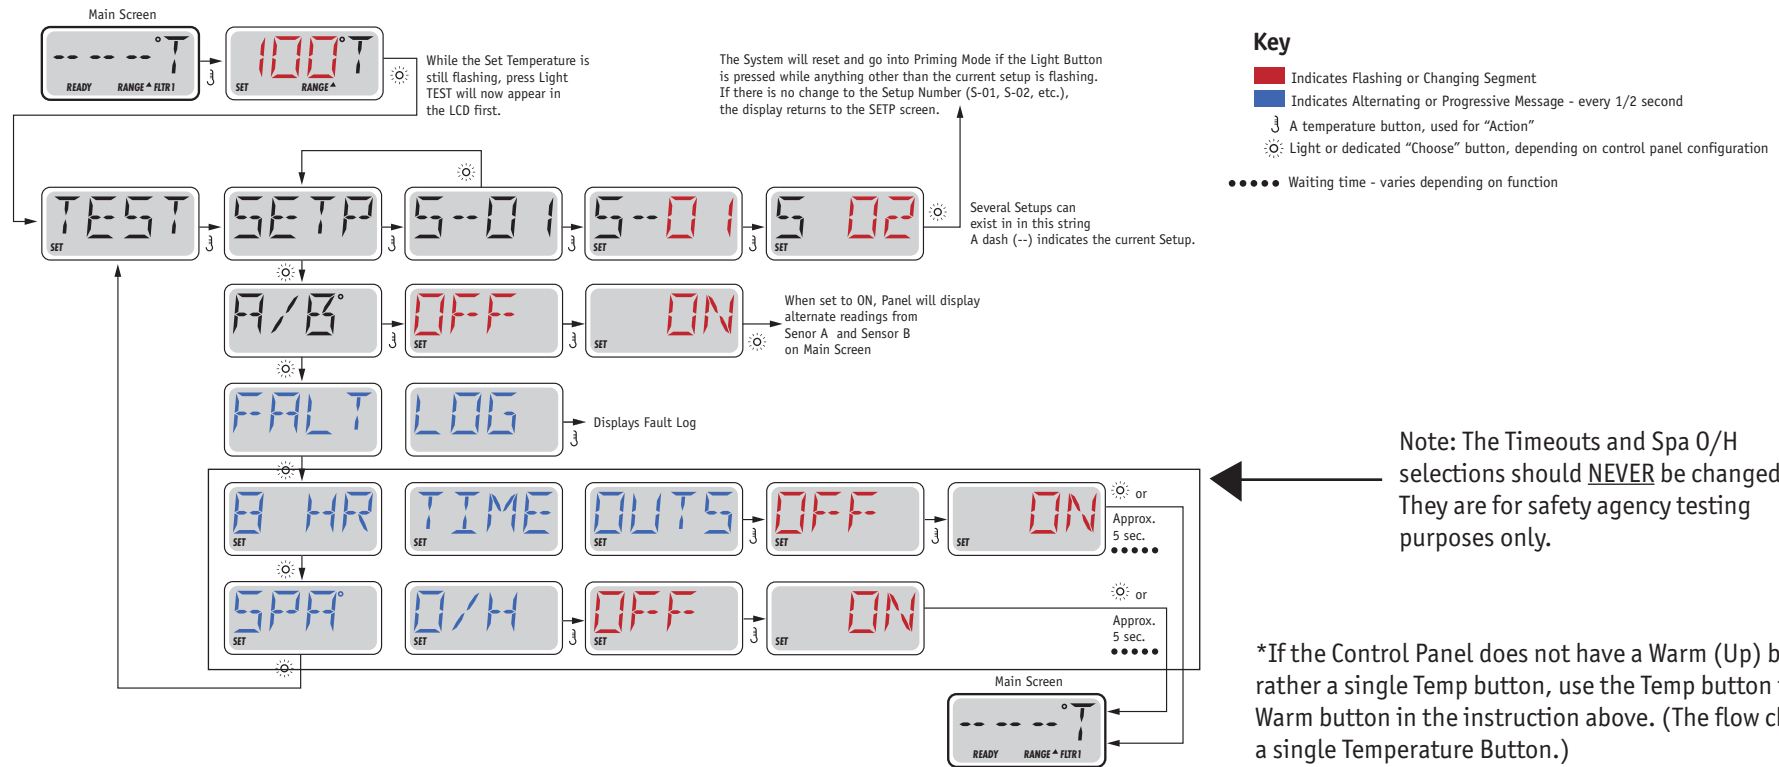 Main Screen
-- -- -- °T
READY RANGE FLTR1
100°T
SET RANGE
While the Set Temperature is
still flashing, press Light
TEST will now appear in
the LCD first.
The System will reset and go into Priming Mode if the Light Button
is pressed while anything other than the current setup is flashing.
If there is no change to the Setup Number (S-01, S-02, etc.),
the display returns to the SETP screen.
Key
Indicates Flashing or Changing Segment
Indicates Alternating or Progressive Message - every 1/2 second
A temperature button, used for “Action”
Light or dedicated “Choose” button, depending on control panel configuration
Waiting time - varies depending on function
TEST
SET
SETP
S-01
S--01
SET
S 02
SET
Several Setups can
exist in in this string
A dash (--) indicates the current Setup.
A/B°
OFF
SET
ON
SET
When set to ON, Panel will display
alternate readings from
Senor A and Sensor B
on Main Screen
FALT
LOG
Displays Fault Log
8 HR
SET
TIME
OUTS
OFF
SET
ON
SET
or
Approx.
5 sec.
SPA°
SET
O/H
OFF
SET
ON
SET
or
Approx.
5 sec.
Note: The Timeouts and Spa O/H
selections should NEVER be changed
They are for safety agency testing
purposes only.
Main Screen
-- -- -- °T
READY RANGE FLTR1
*If the Control Panel does not have a Warm (Up) b
rather a single Temp button, use the Temp button
Warm button in the instruction above. (The flow c
a single Temperature Button.)